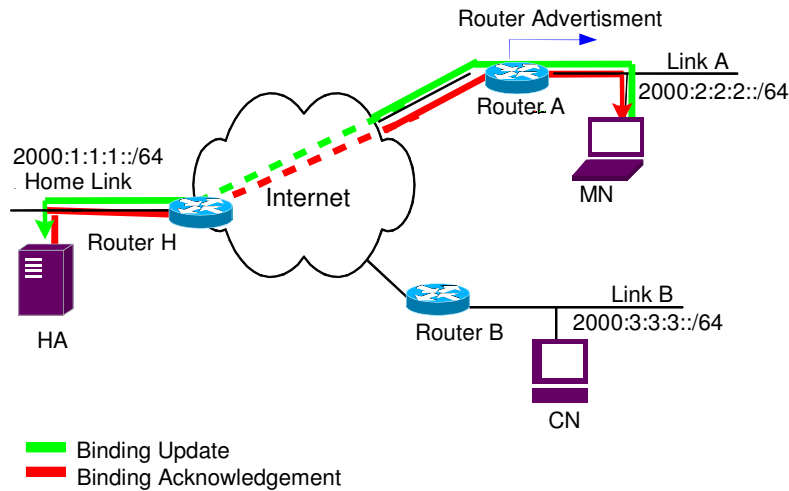 Router Advertisment
Link A
2000:2:2:2::/64
Router A
MN
2000:1:1:1::/64
Home Link
Internet
Router H
HA
Link B
2000:3:3:3::/64
Router B
CN
Binding Update
Binding Acknowledgement